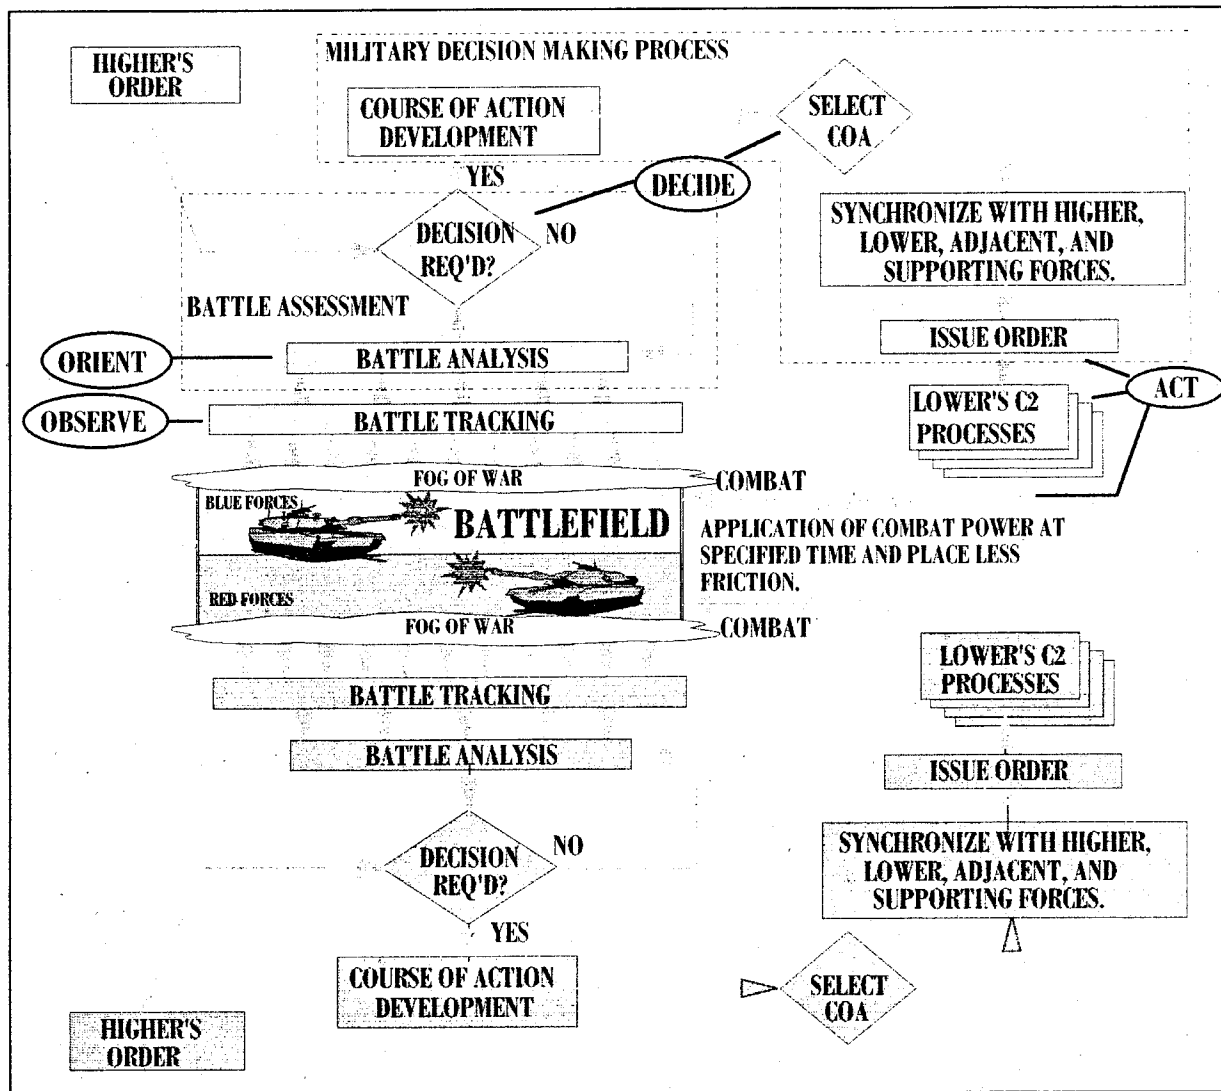 HIGHER'S
ORDER
MILITARY DECISION MAKING PROCESS
COURSE OF ACTION
DEVELOPMENT
SELECT
COA
YES
DECIDE
DECISION
REQ'D?
NO
SYNCHRONIZE WITH HIGHER,
LOWER, ADJACENT, AND
SUPPORTING FORCES.
BATTLE ASSESSMENT
ORIENT
BATTLE ANALYSIS
ISSUE ORDER
ACT
OBSERVE
BATTLE TRACKING
LOWER'S C2
PROCESSES
FOG OF WAR
COMBAT
BLUE FORCES
BATTLEFIELD
APPLICATION OF COMBAT POWER AT
SPECIFIED TIME AND PLACE LESS
FRICTION.
RED FORCES
FOG OF WAR
COMBAT
LOWER'S C2
PROCESSES
BATTLE TRACKING
BATTLE ANALYSIS
ISSUE ORDER
DECISION
REQ'D?
NO
SYNCHRONIZE WITH HIGHER,
LOWER, ADJACENT, AND
SUPPORTING FORCES.
YES
COURSE OF ACTION
DEVELOPMENT
SELECT
COA
HIGHER'S
ORDER